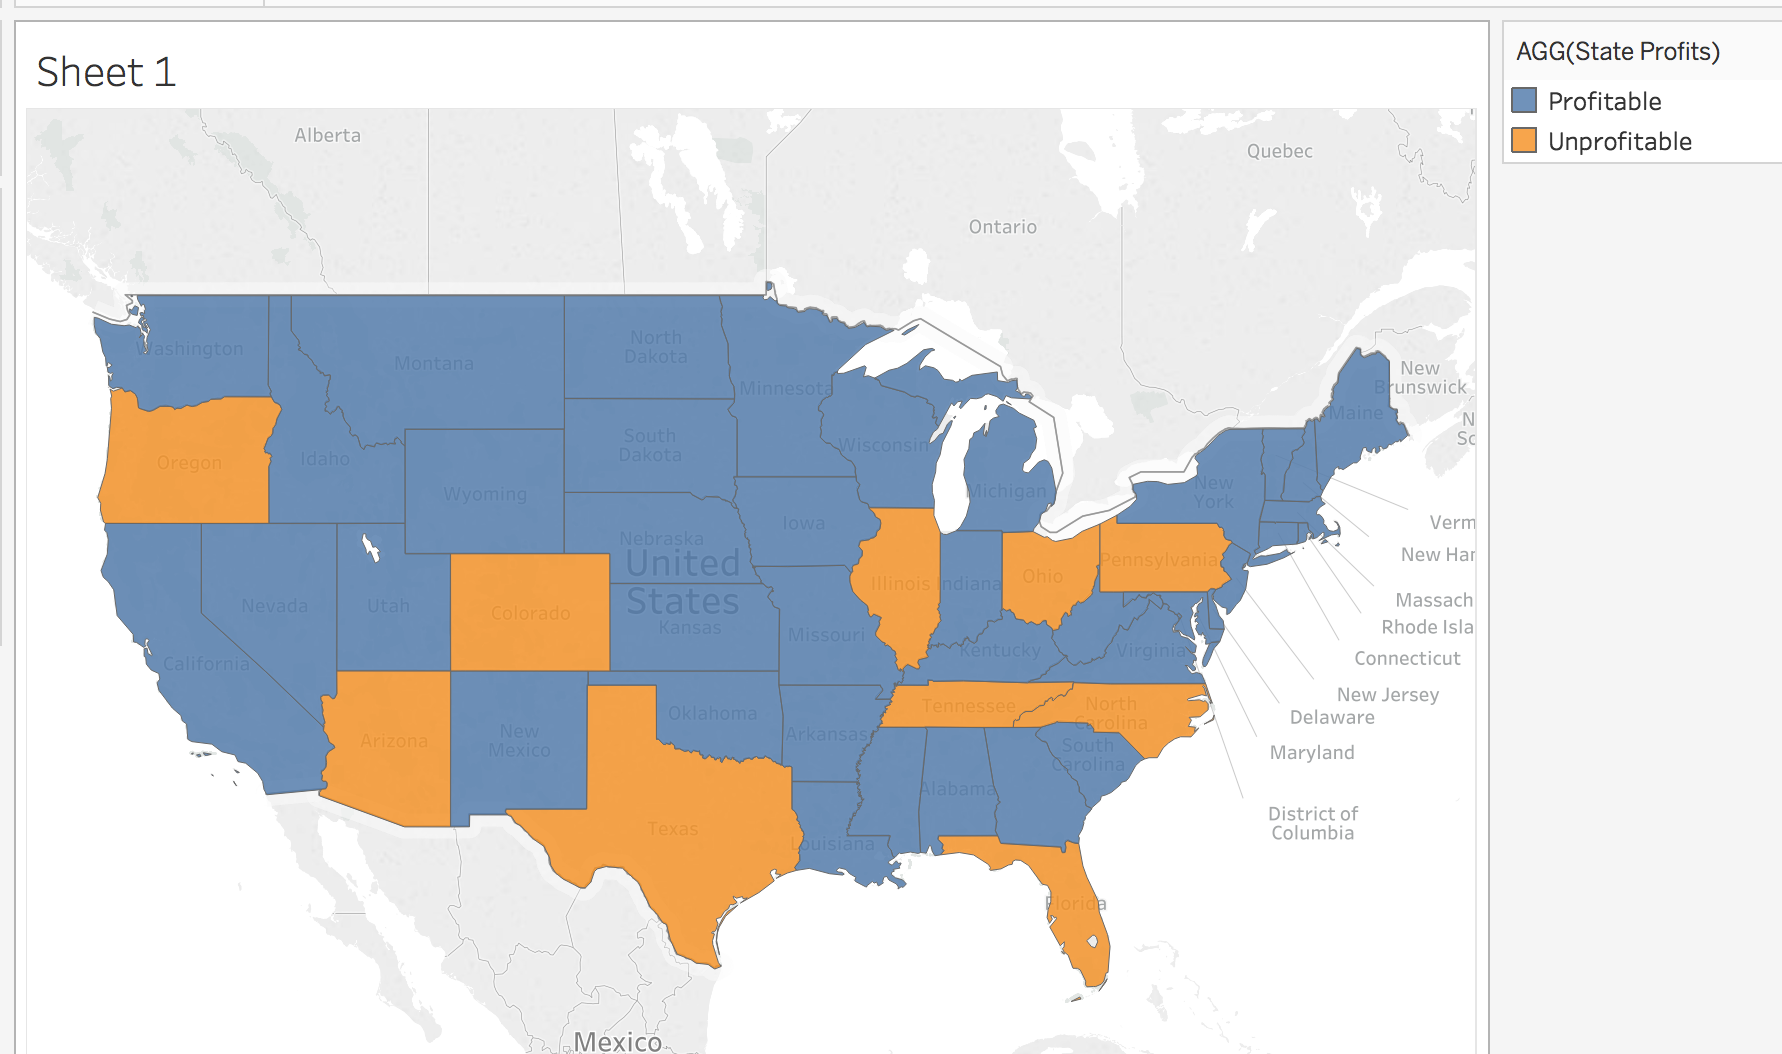 Sheet 1
AGG(State Profits)
Profitable
Unprofitable
Alberta
Quebec
Ontario
Washington
Montana
North
Dakota
Minnesota
New
Brunswick
Maine
N
Sc
Oregon
Idaho
South
Dakota
Wisconsin
Wyoming
Michigan
New
York
Iowa
Nebraska
United
States
Verm
New Har
Pennsylvania
Illinois
Indiana
Ohio
Nevada
Utah
Colorado
Kansas
Massach
Rhode Isla
Missouri
Kentucky
Virginia
Connecticut
California
New Jersey
Delaware
Tennessee
North
Carolina
Oklahoma
Arkansas
Arizona
New
Mexico
South
Carolina
Maryland
Alabama
District of
Columbia
Texas
Louisiana
Florida
Mexico